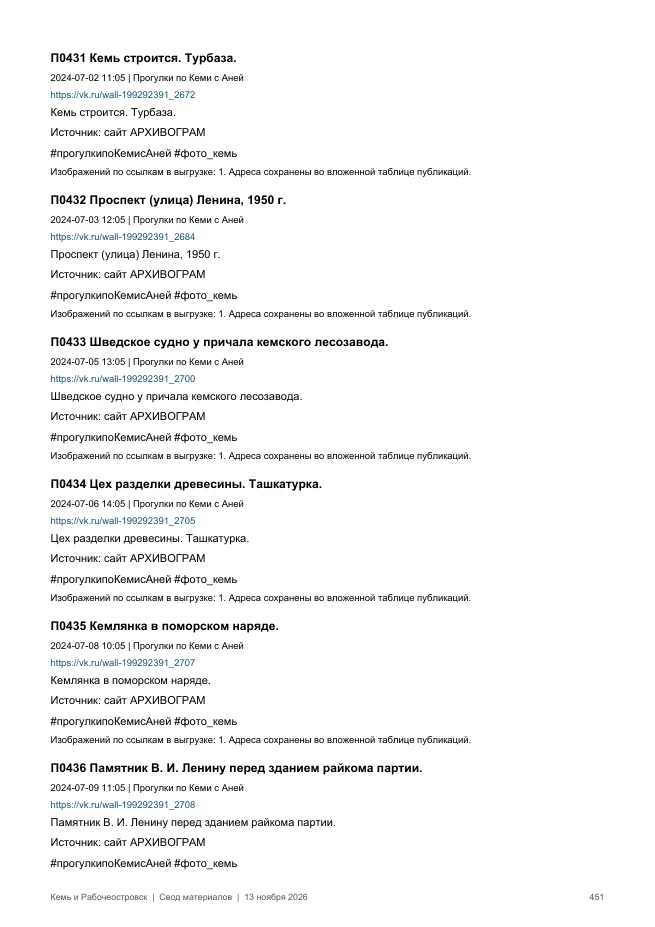 П0431 Кемь строится. Турбаза.
2024-07-02 11:05 | Прогулки по Кеми с Аней
https://vk.ru/wall-199292391_2672
Кемь строится. Турбаза.
Источник: сайт АРХИВОГРАМ
#прогулкипоКемисАней #фото_кемь
Изображений по ссылкам в выгрузке: 1. Адреса сохранены во вложенной таблице публикаций.
П0432 Проспект (улица) Ленина, 1950 г.
2024-07-03 12:05 | Прогулки по Кеми с Аней
https://vk.ru/wall-199292391_2684
Проспект (улица) Ленина, 1950 г.
Источник: сайт АРХИВОГРАМ
#прогулкипоКемисАней #фото_кемь
Изображений по ссылкам в выгрузке: 1. Адреса сохранены во вложенной таблице публикаций.
П0433 Шведское судно у причала кемского лесозавода.
2024-07-05 13:05 | Прогулки по Кеми с Аней
https://vk.ru/wall-199292391_2700
Шведское судно у причала кемского лесозавода.
Источник: сайт АРХИВОГРАМ
#прогулкипоКемисАней #фото_кемь
Изображений по ссылкам в выгрузке: 1. Адреса сохранены во вложенной таблице публикаций.
П0434 Цех разделки древесины. Ташкатурка.
2024-07-06 14:05 | Прогулки по Кеми с Аней
https://vk.ru/wall-199292391_2705
Цех разделки древесины. Ташкатурка.
Источник: сайт АРХИВОГРАМ
#прогулкипоКемисАней #фото_кемь
Изображений по ссылкам в выгрузке: 1. Адреса сохранены во вложенной таблице публикаций.
П0435 Кемлянка в поморском наряде.
2024-07-08 10:05 | Прогулки по Кеми с Аней
https://vk.ru/wall-199292391_2707
Кемлянка в поморском наряде.
Источник: сайт АРХИВОГРАМ
#прогулкипоКемисАней #фото_кемь
Изображений по ссылкам в выгрузке: 1. Адреса сохранены во вложенной таблице публикаций.
П0436 Памятник В. И. Ленину перед зданием райкома партии.
2024-07-09 11:05 | Прогулки по Кеми с Аней
https://vk.ru/wall-199292391_2708
Памятник В. И. Ленину перед зданием райкома партии.
Источник: сайт АРХИВОГРАМ
#прогулкипоКемисАней #фото_кемь
Кемь и Рабочеостровск | Свод материалов | 13 ноября 2026 451